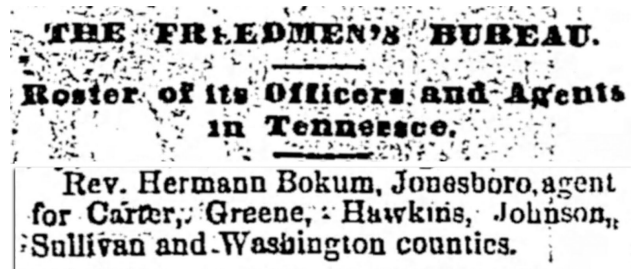 THE FREEDMEN'S BUREAU.
Roster of its Officers and Agents
in Tennessee.
Rev. Hermann Bokum, Jonesboro, agent
for Carter, Greene, Hawkins, Johnson,
Sullivan and Washington counties.